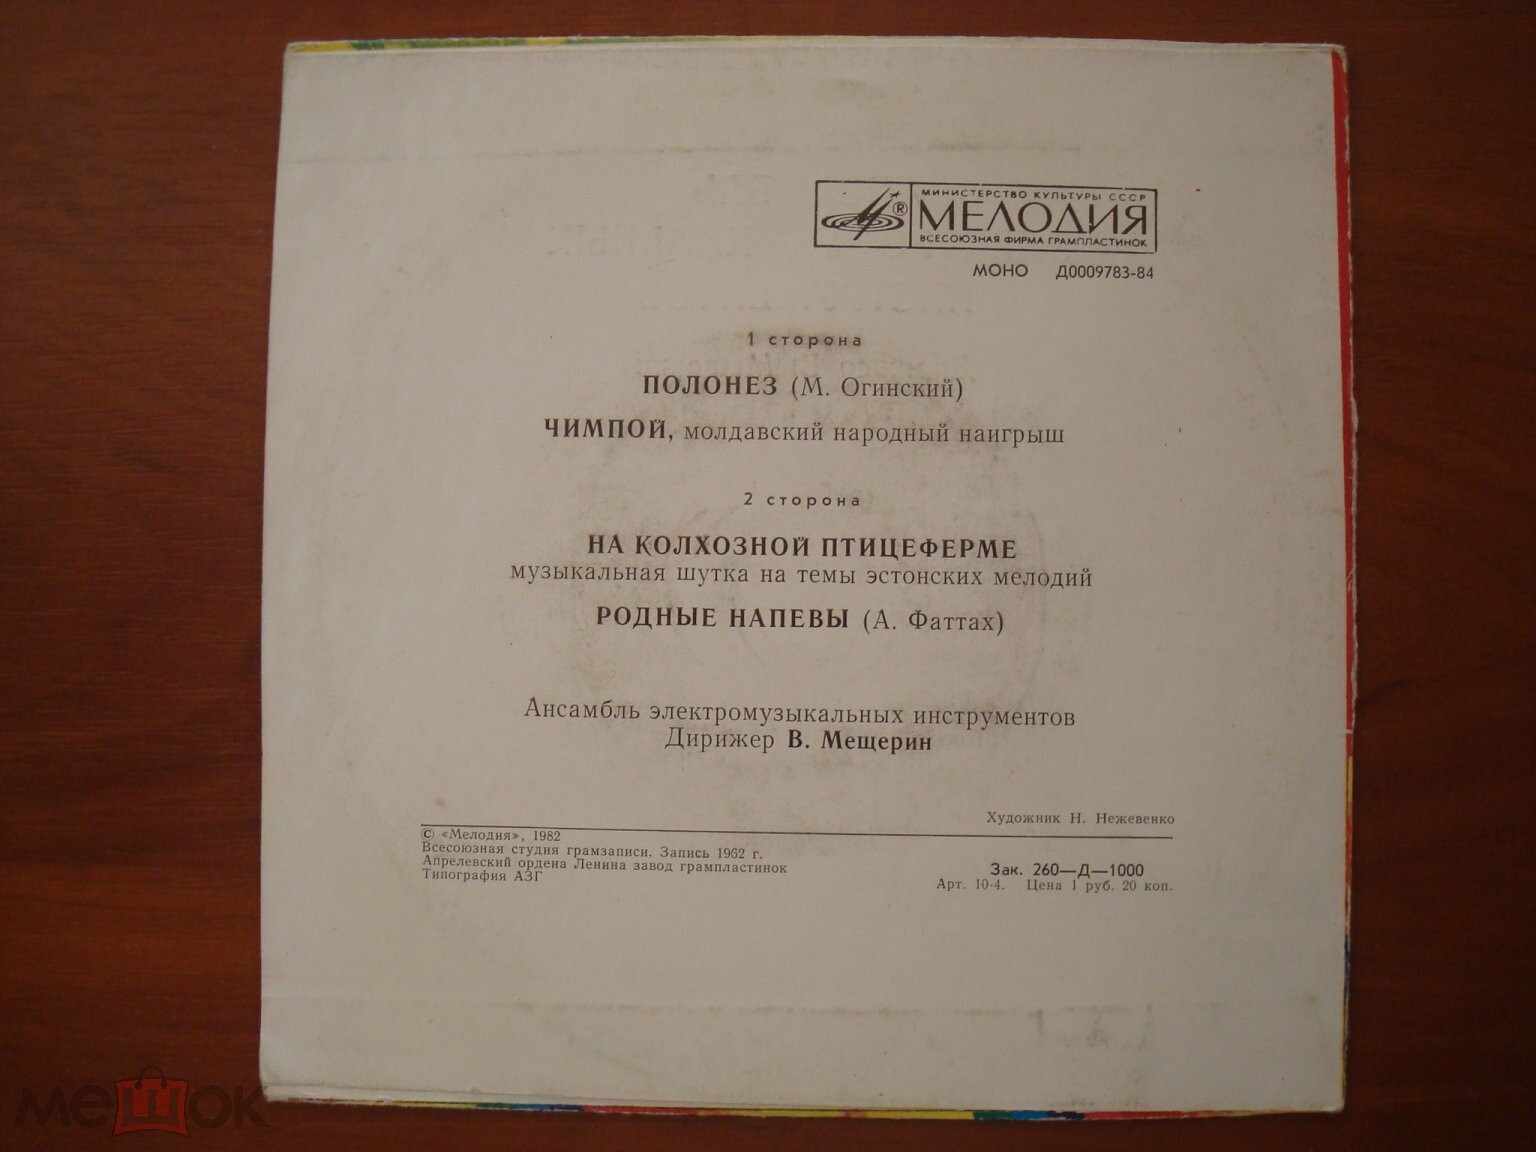 МИНИСТЕРСТВО КУЛЬТУРЫ СССР
МЕЛОДИЯ
®
ВСЕСОЮЗНАЯ ФИРМА ГРАМПЛАСТИНОК
МОНО Д0009783-84
1 сторона
ПОЛОНЕЗ (М. Огинский)
ЧИМПОЙ, молдавский народный наигрыш
2 сторона
НА КОЛХОЗНОЙ ПТИЦЕФЕРМЕ
музыкальная шутка на темы эстонских мелодий
РОДНЫЕ НАПЕВЫ (А. Фаттах)
Ансамбль электромузыкальных инструментов
Дирижер В. Мещерин
Художник Н. Нежевенко
© «Мелодия», 1982
Всесоюзная студия грамзаписи. Запись 1962 г.
Апрелевский ордена Ленина завод грампластинок
Типография АЗГ
Зак. 260—Д—1000
Арт. 10-4. Цена 1 руб. 20 коп.
мешок